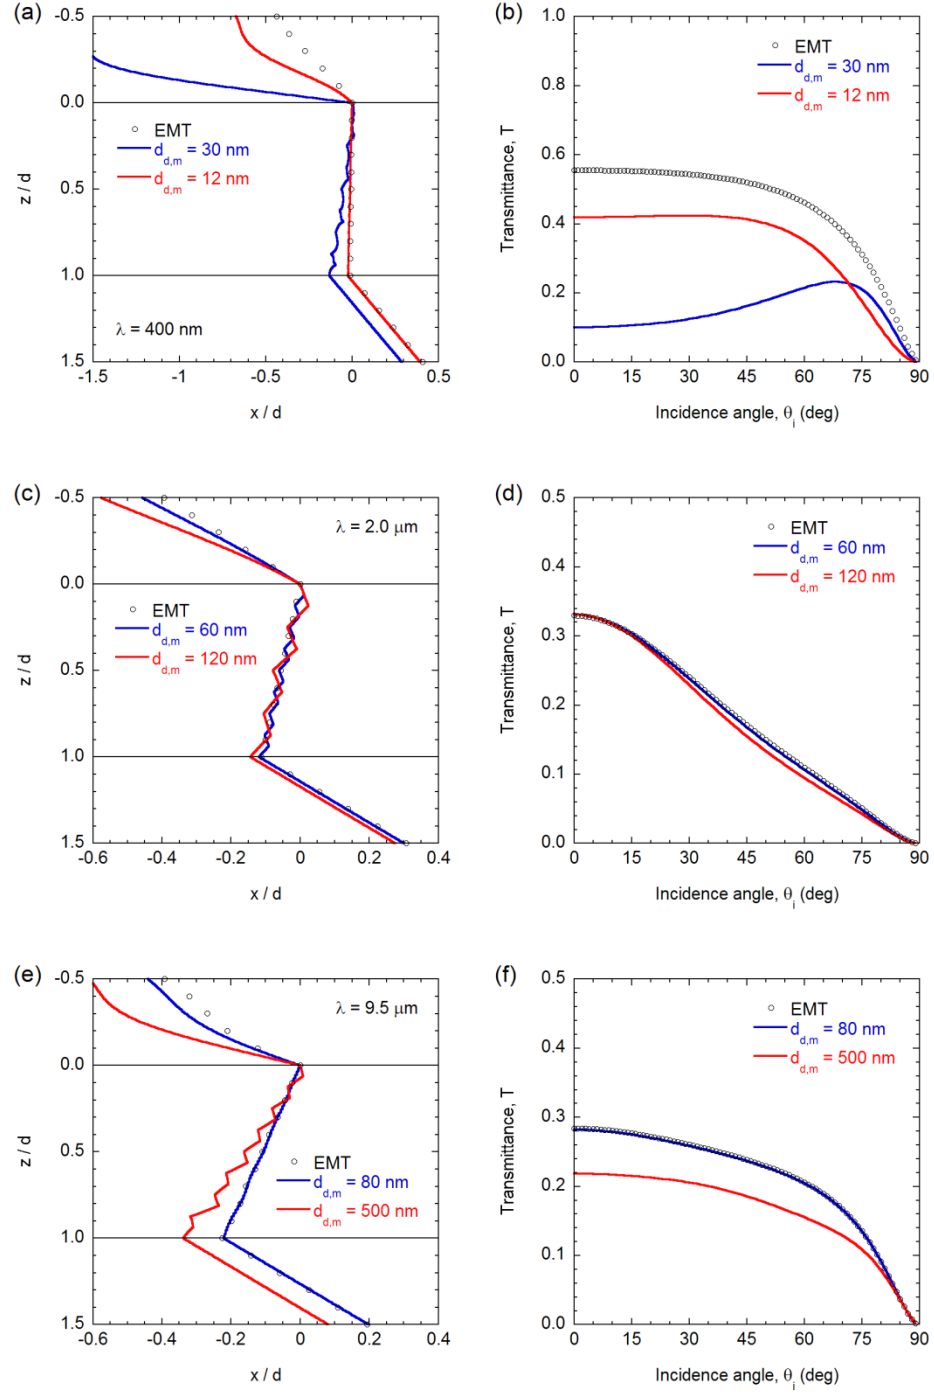 (a)
-0.5
0.0
0.5
1.0
1.5
z / d
EMT
d_d,m = 30 nm
d_d,m = 12 nm
λ = 400 nm
-1.5 -1 -0.5 0 0.5
x / d
(b)
1.0
0.8
0.6
0.4
0.2
0.0
Transmittance, T
EMT
d_d,m = 30 nm
d_d,m = 12 nm
0 15 30 45 60 75 90
Incidence angle, θ_i (deg)
(c)
-0.5
0.0
0.5
1.0
1.5
z / d
λ = 2.0 μm
EMT
d_d,m = 60 nm
d_d,m = 120 nm
-0.6 -0.4 -0.2 0 0.2 0.4
x / d
(d)
0.5
0.4
0.3
0.2
0.1
0.0
Transmittance, T
EMT
d_d,m = 60 nm
d_d,m = 120 nm
0 15 30 45 60 75 90
Incidence angle, θ_i (deg)
(e)
-0.5
0.0
0.5
1.0
1.5
z / d
λ = 9.5 μm
EMT
d_d,m = 80 nm
d_d,m = 500 nm
-0.6 -0.4 -0.2 0 0.2 0.4
x / d
(f)
0.5
0.4
0.3
0.2
0.1
0.0
Transmittance, T
EMT
d_d,m = 80 nm
d_d,m = 500 nm
0 15 30 45 60 75 90
Incidence angle, θ_i (deg)